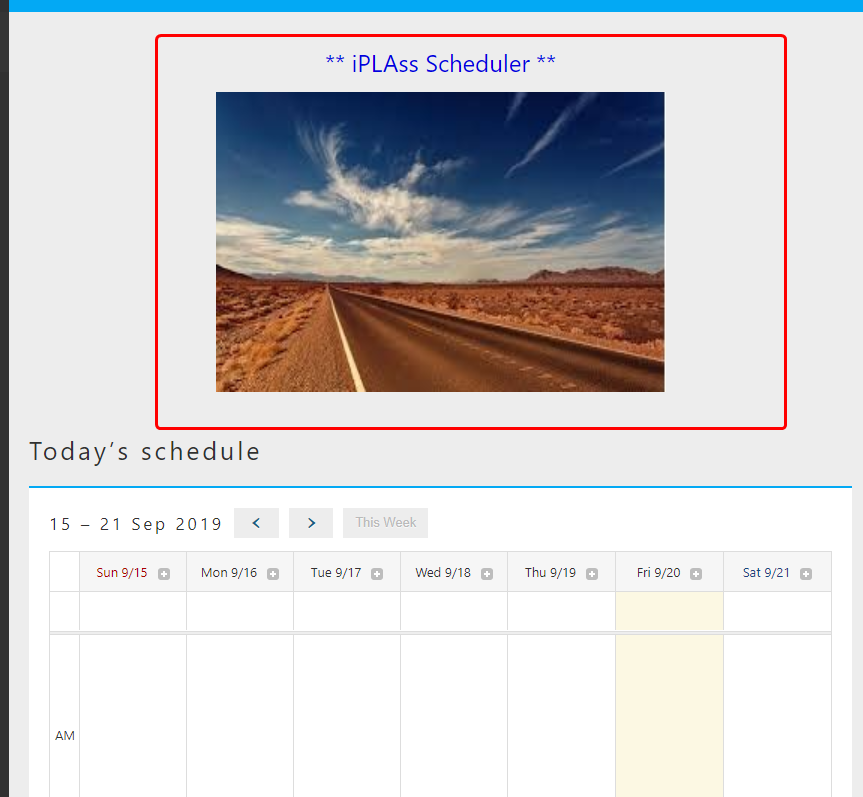 ** iPLAss Scheduler **
Today's schedule
15 – 21 Sep 2019 < > This Week
Sun 9/15 Mon 9/16 Tue 9/17 Wed 9/18 Thu 9/19 Fri 9/20 Sat 9/21
AM